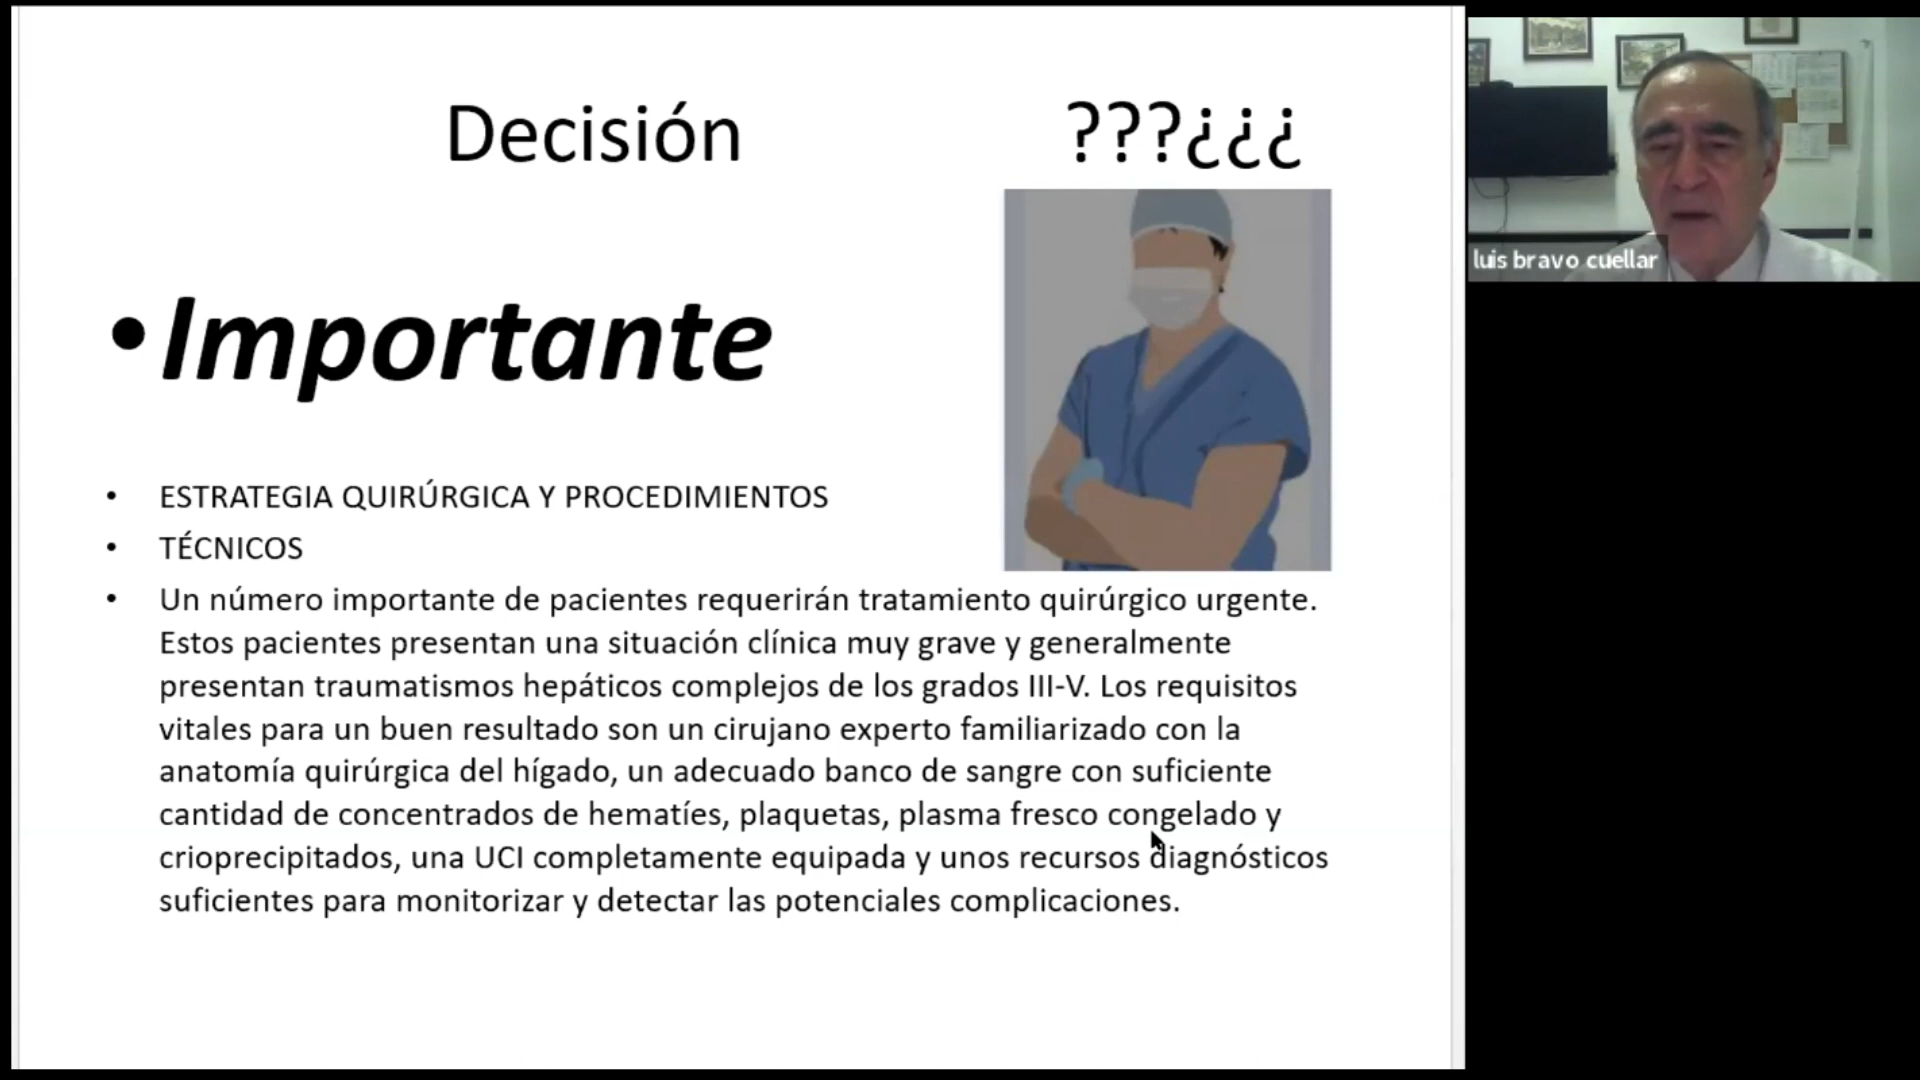 Decisión ???¿¿¿
•Importante
• ESTRATEGIA QUIRÚRGICA Y PROCEDIMIENTOS
• TÉCNICOS
• Un número importante de pacientes requerirán tratamiento quirúrgico urgente.
Estos pacientes presentan una situación clínica muy grave y generalmente
presentan traumatismos hepáticos complejos de los grados III-V. Los requisitos
vitales para un buen resultado son un cirujano experto familiarizado con la
anatomía quirúrgica del hígado, un adecuado banco de sangre con suficiente
cantidad de concentrados de hematíes, plaquetas, plasma fresco congelado y
crioprecipitados, una UCI completamente equipada y unos recursos diagnósticos
suficientes para monitorizar y detectar las potenciales complicaciones.
luis bravo cuellar